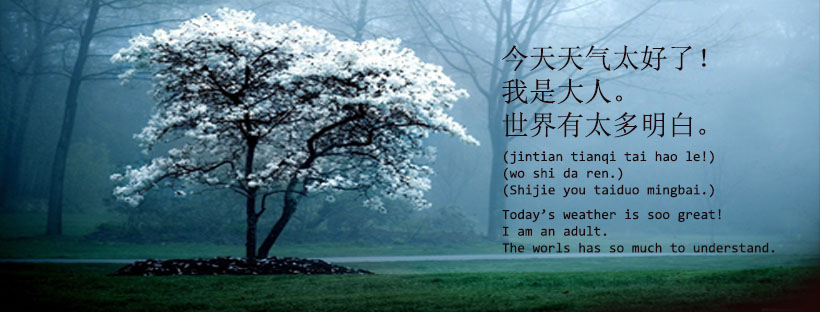 今天天气太好了！
我是大人。
世界有太多明白。
(jintian tianqi tai hao le!)
(wo shi da ren.)
(Shijie you taiduo mingbai.)
Today's weather is soo great!
I am an adult.
The worls has so much to understand.